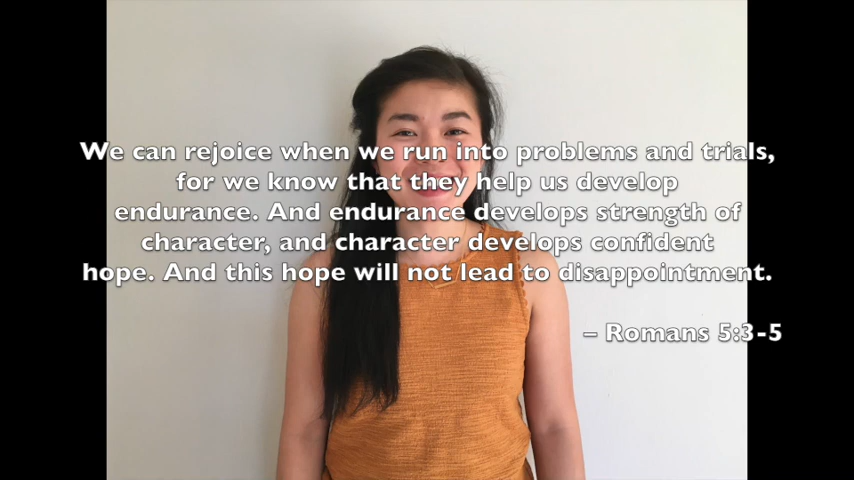 We can rejoice when we run into problems and trials,
for we know that they help us develop
endurance. And endurance develops strength of
character, and character develops confident
hope. And this hope will not lead to disappointment.
– Romans 5:3-5